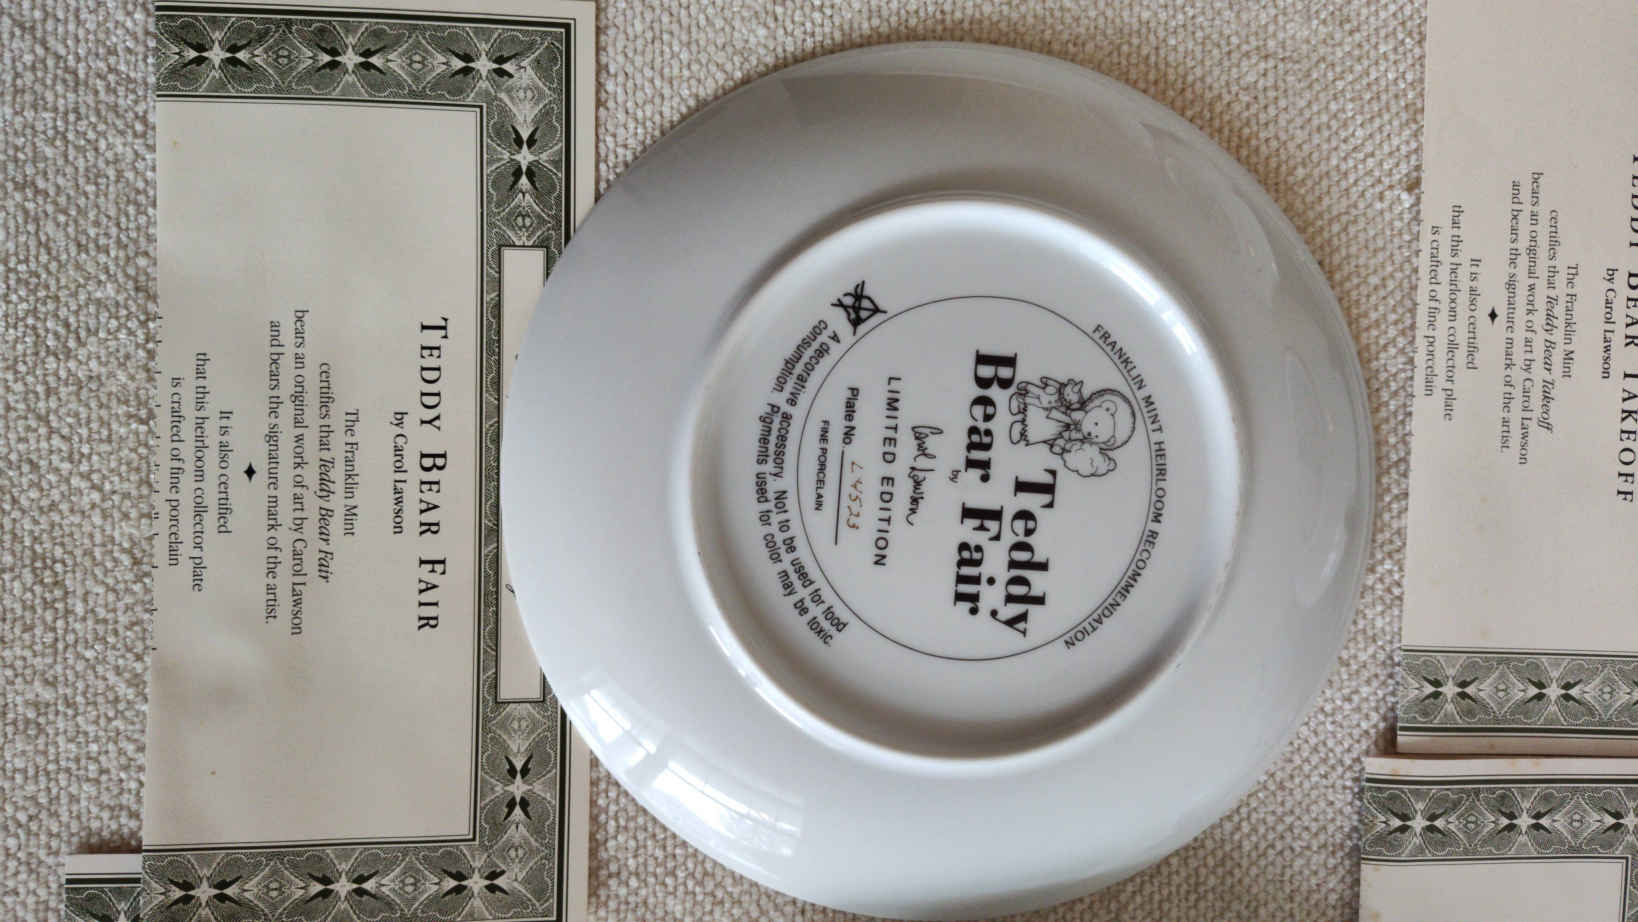 TEDDY BEAR FAIR
by Carol Lawson
The Franklin Mint
certifies that Teddy Bear Fair
bears an original work of art by Carol Lawson
and bears the signature mark of the artist.
It is also certified
that this heirloom collector plate
is crafted of fine porcelain
FRANKLIN MINT HEIRLOOM RECOMMENDATION
Teddy
Bear Fair
by
Carol Lawson
LIMITED EDITION
Plate No. L4523
FINE PORCELAIN
A decorative accessory. Not to be used for food
consumption. Pigments used for color may be toxic.
TEDDY BEAR TAKEOFF
by Carol Lawson
The Franklin Mint
certifies that Teddy Bear Takeoff
bears an original work of art by Carol Lawson
and bears the signature mark of the artist.
It is also certified
that this heirloom collector plate
is crafted of fine porcelain